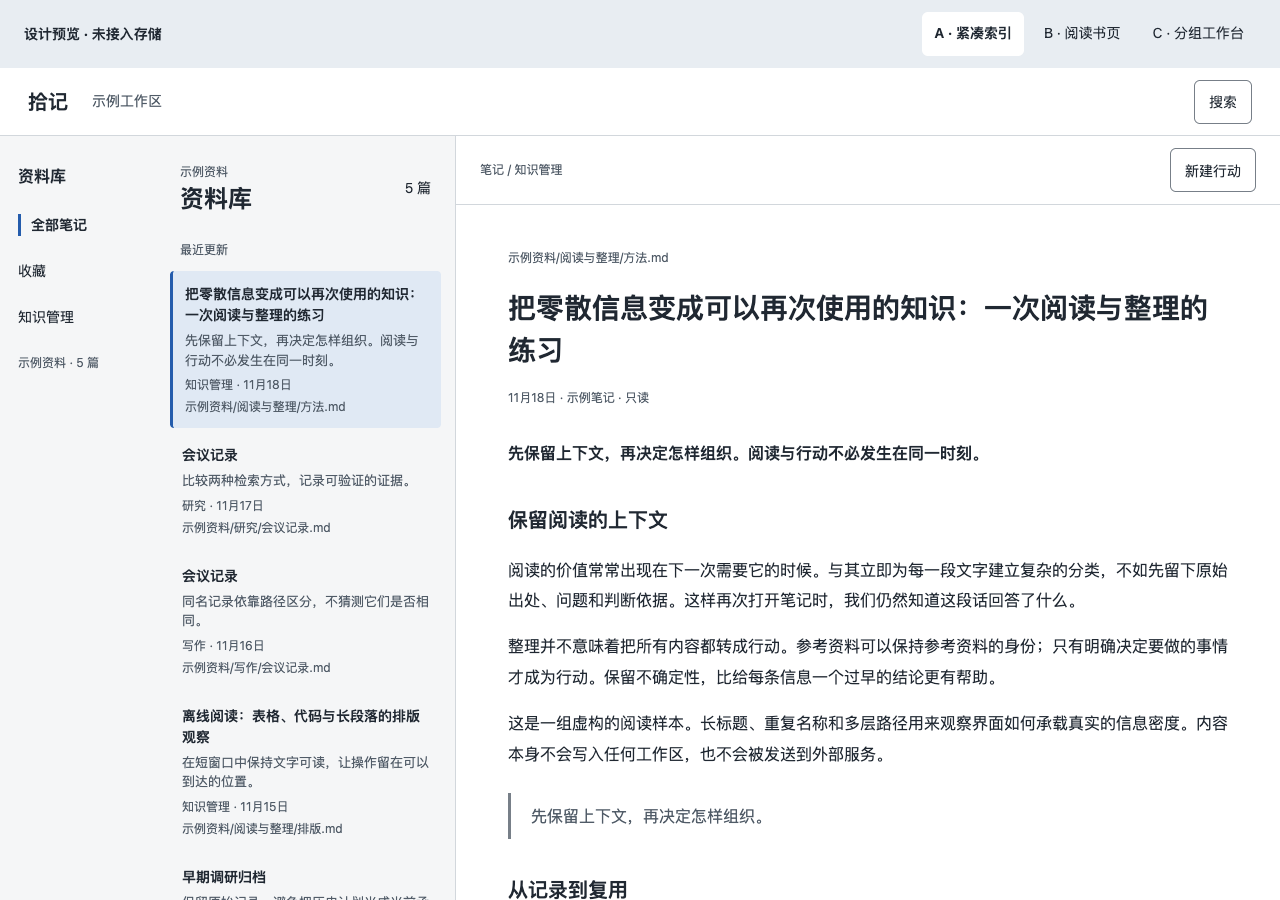 设计预览 · 未接入存储
A · 紧凑索引
B · 阅读书页
C · 分组工作台
拾记
示例工作区
搜索
资料库
全部笔记
收藏
知识管理
示例资料 · 5 篇
示例资料
资料库
5 篇
最近更新
把零散信息变成可以再次使用的知识：
一次阅读与整理的练习
先保留上下文，再决定怎样组织。阅读与
行动不必发生在同一时刻。
知识管理 · 11月18日
示例资料/阅读与整理/方法.md
会议记录
比较两种检索方式，记录可验证的证据。
研究 · 11月17日
示例资料/研究/会议记录.md
会议记录
同名记录依靠路径区分，不猜测它们是否相
同。
写作 · 11月16日
示例资料/写作/会议记录.md
离线阅读：表格、代码与长段落的排版
观察
在短窗口中保持文字可读，让操作留在可以
到达的位置。
知识管理 · 11月15日
示例资料/阅读与整理/排版.md
早期调研归档
笔记 / 知识管理
新建行动
示例资料/阅读与整理/方法.md
把零散信息变成可以再次使用的知识：一次阅读与整理的
练习
11月18日 · 示例笔记 · 只读
先保留上下文，再决定怎样组织。阅读与行动不必发生在同一时刻。
保留阅读的上下文
阅读的价值常常出现在下一次需要它的时候。与其立即为每一段文字建立复杂的分类，不如先留下原始
出处、问题和判断依据。这样再次打开笔记时，我们仍然知道这段话回答了什么。
整理并不意味着把所有内容都转成行动。参考资料可以保持参考资料的身份；只有明确决定要做的事情
才成为行动。保留不确定性，比给每条信息一个过早的结论更有帮助。
这是一组虚构的阅读样本。长标题、重复名称和多层路径用来观察界面如何承载真实的信息密度。内容
本身不会写入任何工作区，也不会被发送到外部服务。
先保留上下文，再决定怎样组织。
从记录到复用